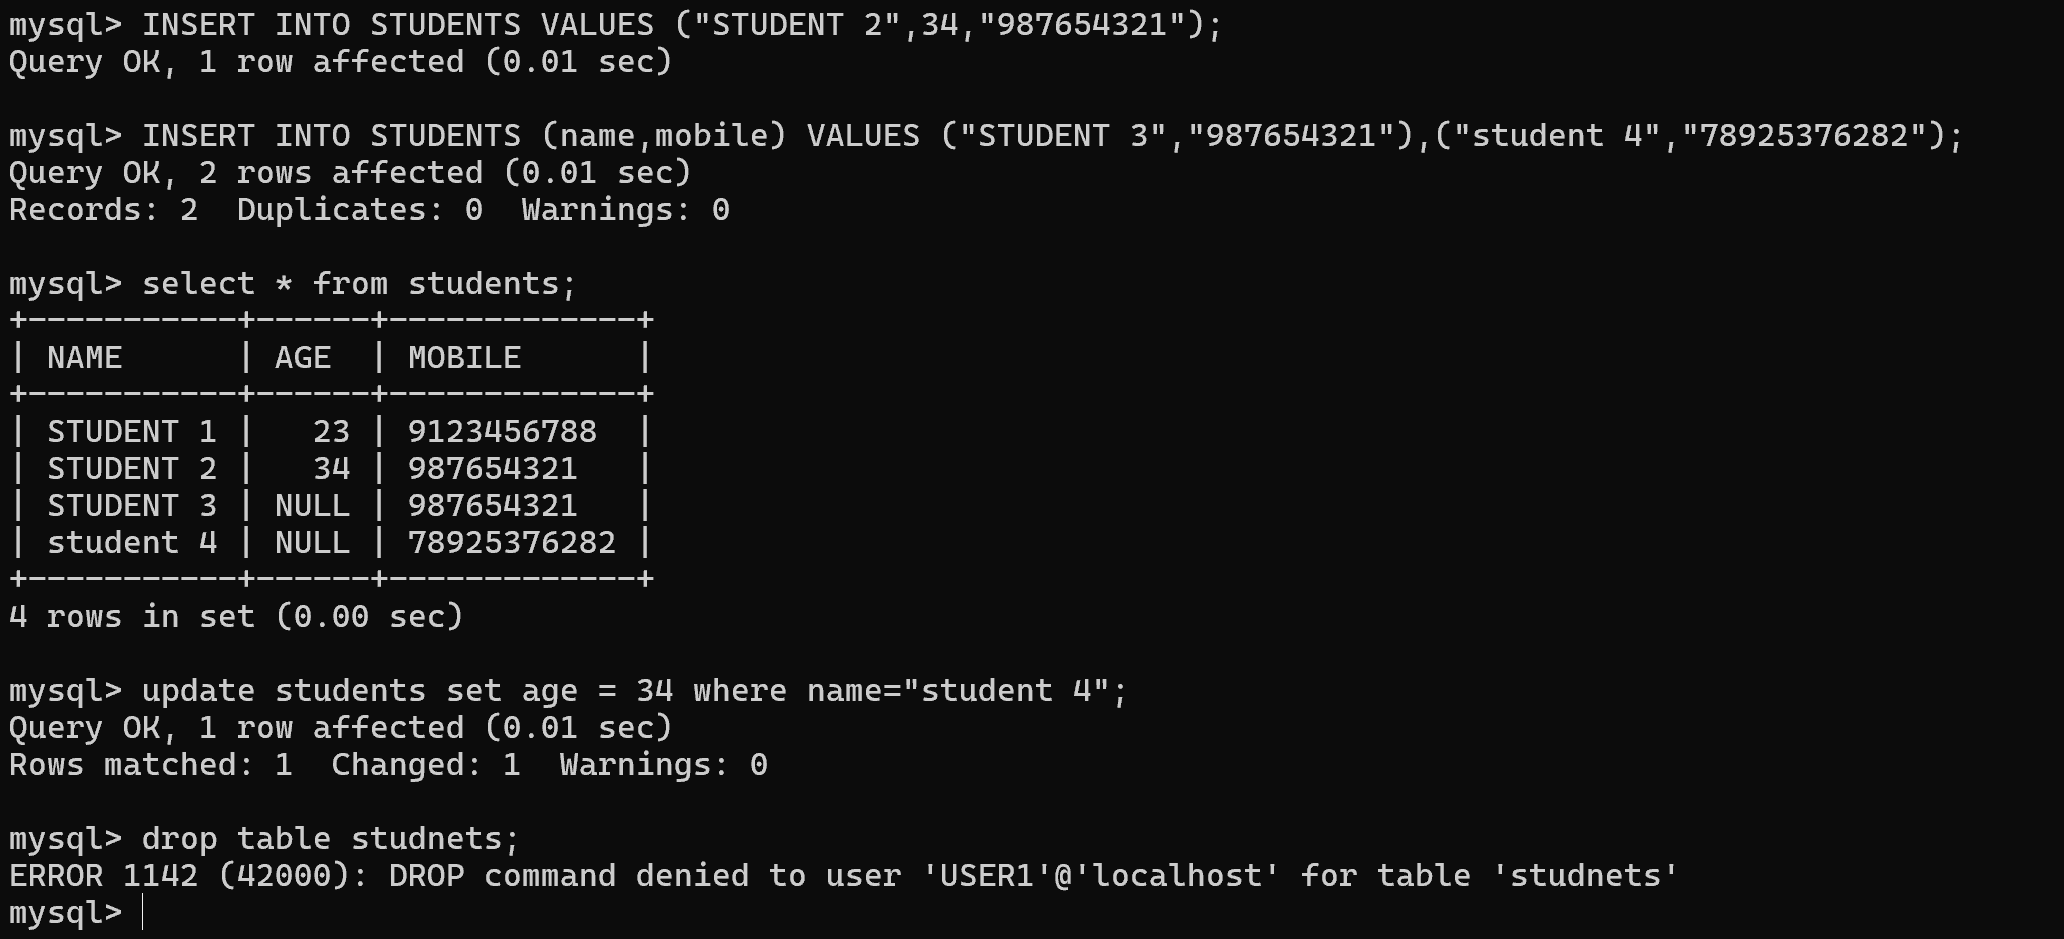 mysql> INSERT INTO STUDENTS VALUES ("STUDENT 2",34,"987654321");
Query OK, 1 row affected (0.01 sec)

mysql> INSERT INTO STUDENTS (name,mobile) VALUES ("STUDENT 3","987654321"),("student 4","78925376282");
Query OK, 2 rows affected (0.01 sec)
Records: 2  Duplicates: 0  Warnings: 0

mysql> select * from students;
+-----------+------+-------------+
| NAME      | AGE  | MOBILE      |
+-----------+------+-------------+
| STUDENT 1 |   23 | 9123456788  |
| STUDENT 2 |   34 | 987654321   |
| STUDENT 3 | NULL | 987654321   |
| student 4 | NULL | 78925376282 |
+-----------+------+-------------+
4 rows in set (0.00 sec)

mysql> update students set age = 34 where name="student 4";
Query OK, 1 row affected (0.01 sec)
Rows matched: 1  Changed: 1  Warnings: 0

mysql> drop table studnets;
ERROR 1142 (42000): DROP command denied to user 'USER1'@'localhost' for table 'studnets'
mysql>